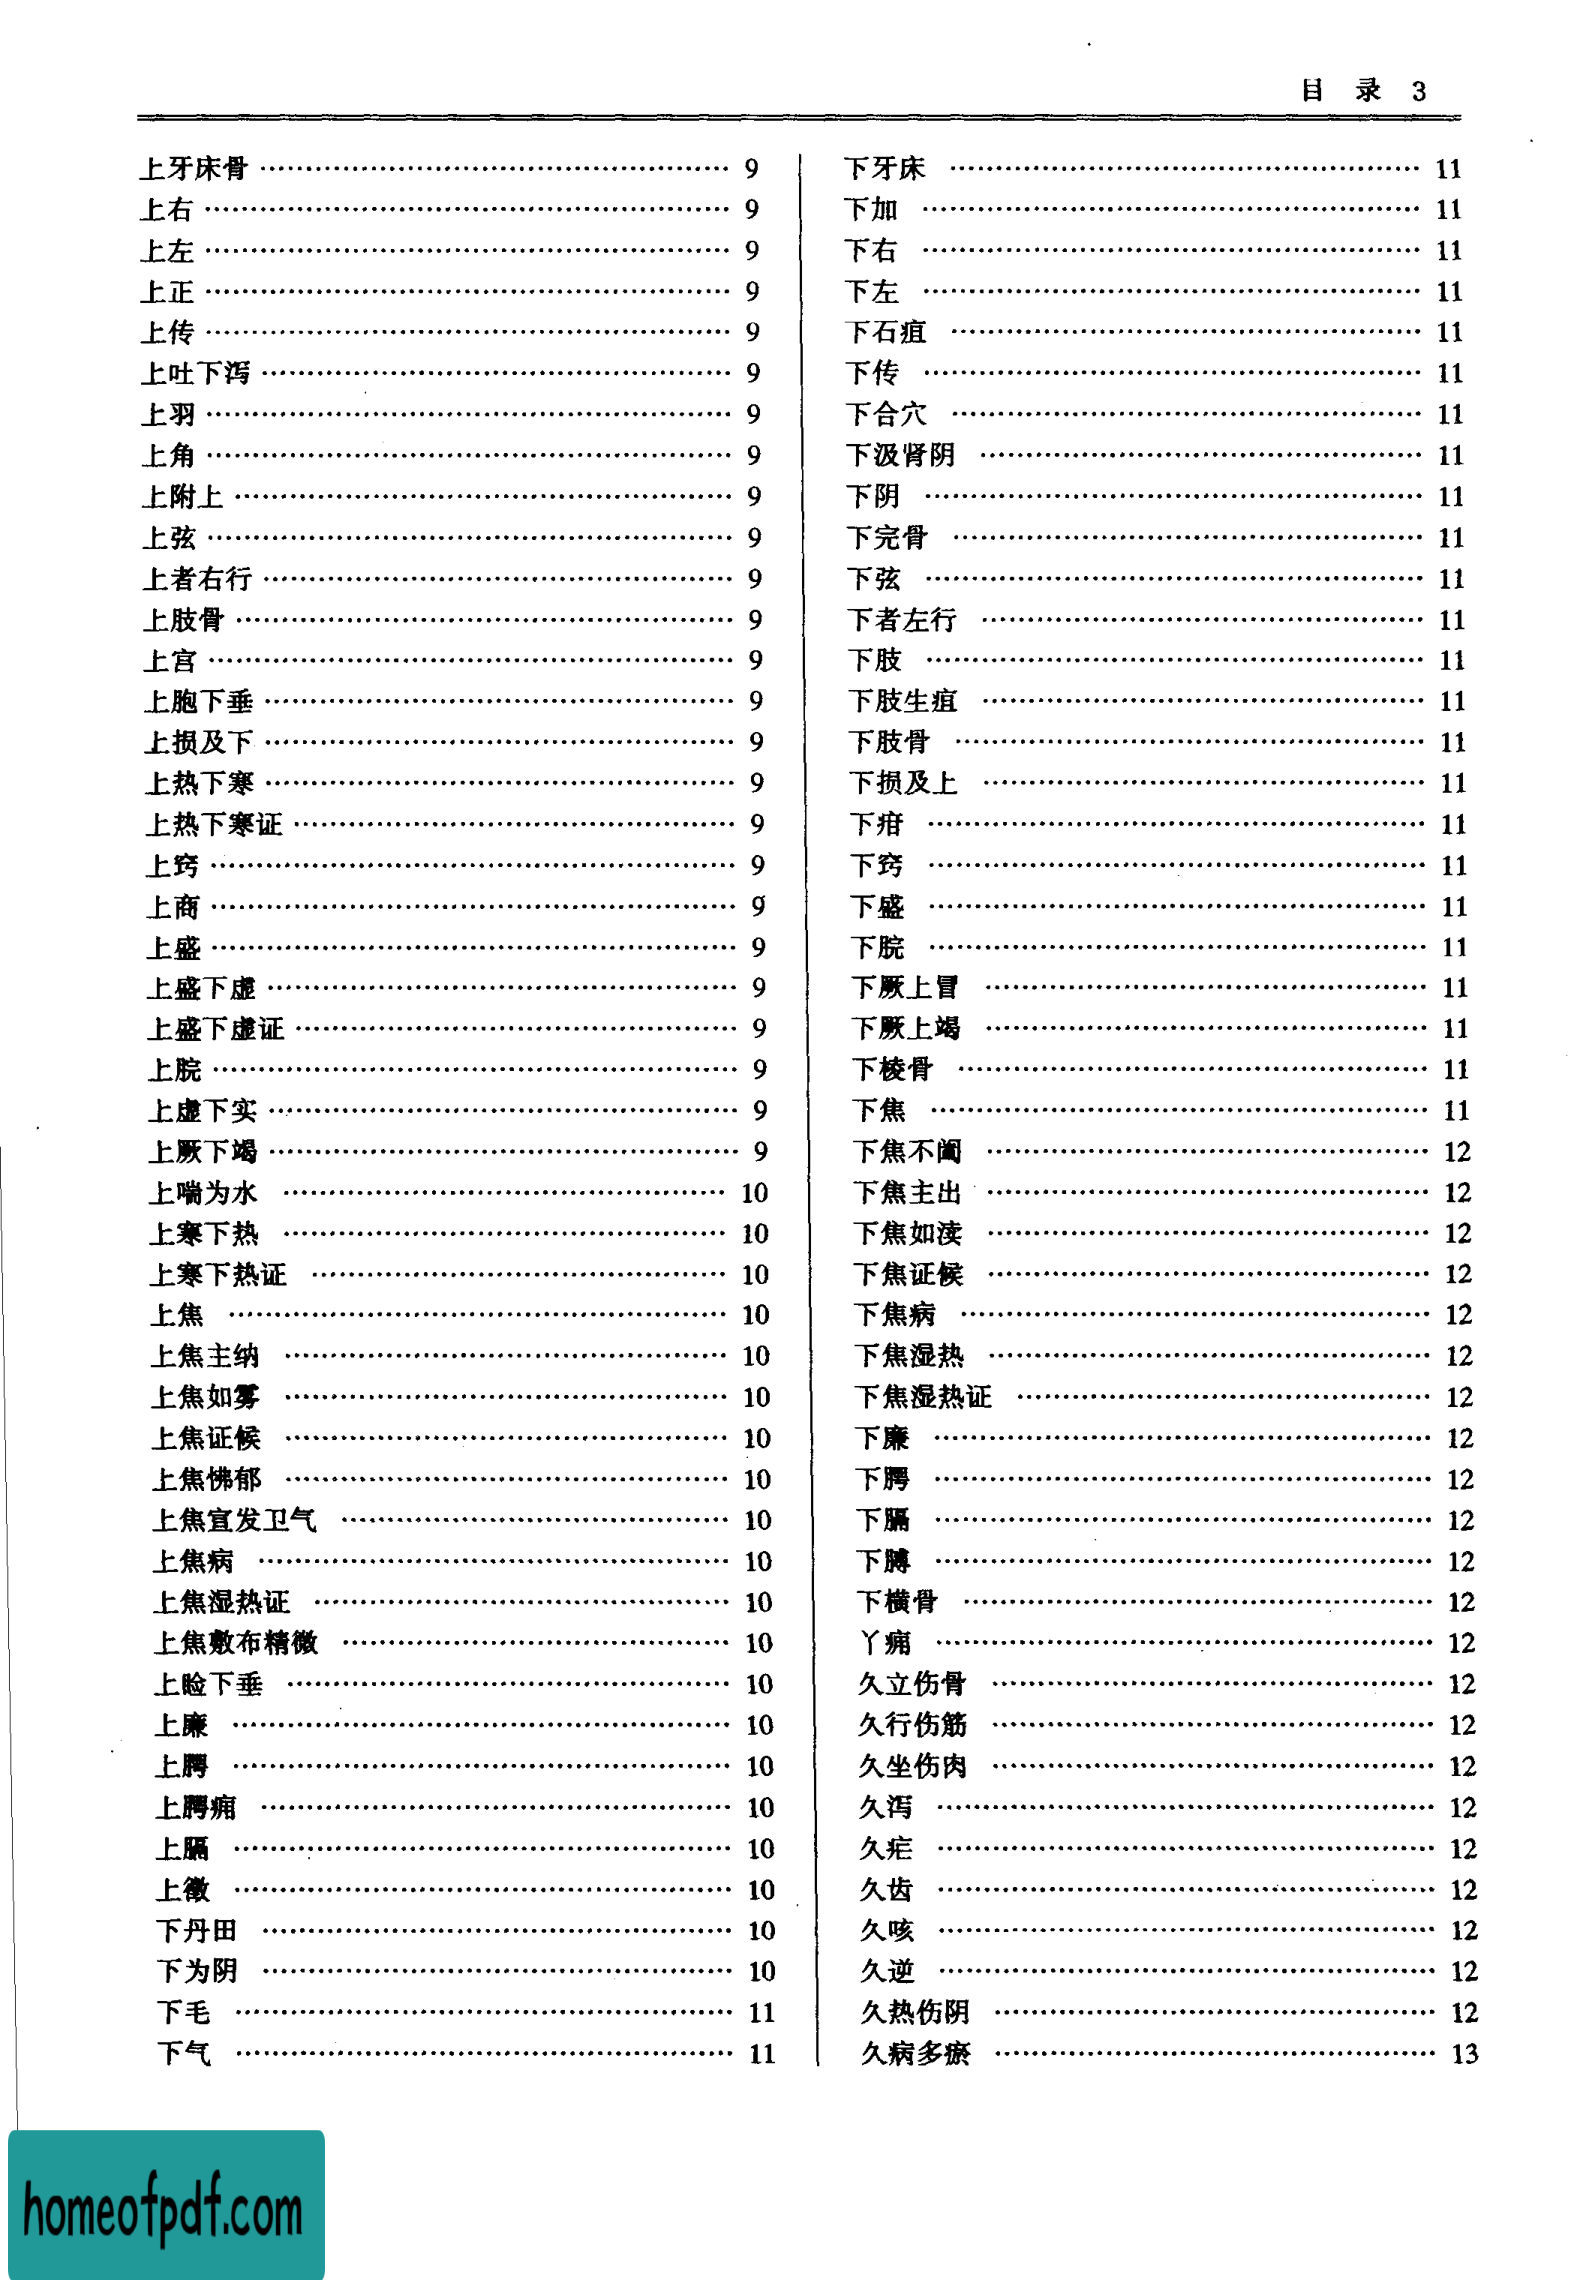 目 录 3
上牙床骨 …… 9
上右 …… 9
上左 …… 9
上正 …… 9
上传 …… 9
上吐下泻 …… 9
上羽 …… 9
上角 …… 9
上附上 …… 9
上弦 …… 9
上者右行 …… 9
上肢骨 …… 9
上宫 …… 9
上胞下垂 …… 9
上损及下 …… 9
上热下寒 …… 9
上热下寒证 …… 9
上窍 …… 9
上商 …… 9
上盛 …… 9
上盛下虚 …… 9
上盛下虚证 …… 9
上脘 …… 9
上虚下实 …… 9
上厥下竭 …… 9
上喘为水 …… 10
上寒下热 …… 10
上寒下热证 …… 10
上焦 …… 10
上焦主纳 …… 10
上焦如雾 …… 10
上焦证候 …… 10
上焦怫郁 …… 10
上焦宣发卫气 …… 10
上焦病 …… 10
上焦湿热证 …… 10
上焦敷布精微 …… 10
上睑下垂 …… 10
上廉 …… 10
上腭 …… 10
上腭痈 …… 10
上膈 …… 10
上徵 …… 10
下丹田 …… 10
下为阴 …… 10
下毛 …… 11
下气 …… 11
下牙床 …… 11
下加 …… 11
下右 …… 11
下左 …… 11
下石疽 …… 11
下传 …… 11
下合穴 …… 11
下汲肾阴 …… 11
下阴 …… 11
下完骨 …… 11
下弦 …… 11
下者左行 …… 11
下肢 …… 11
下肢生疽 …… 11
下肢骨 …… 11
下损及上 …… 11
下疳 …… 11
下窍 …… 11
下盛 …… 11
下脘 …… 11
下厥上冒 …… 11
下厥上竭 …… 11
下棱骨 …… 11
下焦 …… 11
下焦不阖 …… 12
下焦主出 …… 12
下焦如渎 …… 12
下焦证候 …… 12
下焦病 …… 12
下焦湿热 …… 12
下焦湿热证 …… 12
下廉 …… 12
下腭 …… 12
下膈 …… 12
下膊 …… 12
下横骨 …… 12
丫痈 …… 12
久立伤骨 …… 12
久行伤筋 …… 12
久坐伤肉 …… 12
久泻 …… 12
久疟 …… 12
久齿 …… 12
久咳 …… 12
久逆 …… 12
久热伤阴 …… 12
久病多瘀 …… 13
homeofpdf.com